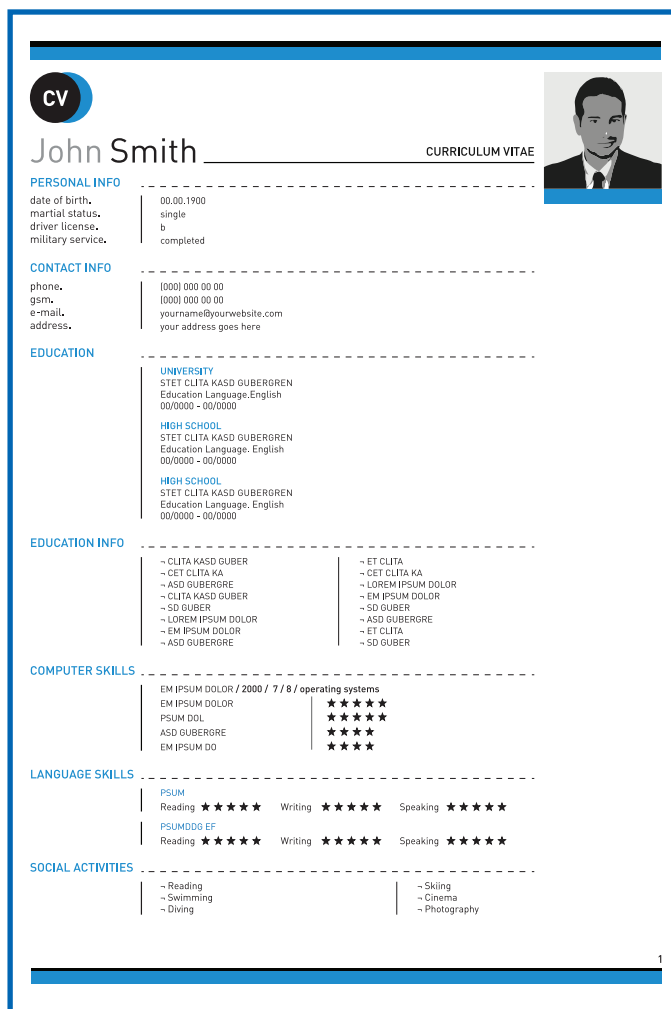 CV
John Smith CURRICULUM VITAE
PERSONAL INFO
date of birth. 00.00.1900
martial status. single
driver license. b
military service. completed
CONTACT INFO
phone. (000) 000 00 00
gsm. (000) 000 00 00
e-mail. yourname@yourwebsite.com
address. your address goes here
EDUCATION
UNIVERSITY
STET CLITA KASD GUBERGREN
Education Language.English
00/0000 - 00/0000
HIGH SCHOOL
STET CLITA KASD GUBERGREN
Education Language. English
00/0000 - 00/0000
HIGH SCHOOL
STET CLITA KASD GUBERGREN
Education Language. English
00/0000 - 00/0000
EDUCATION INFO
¬ CLITA KASD GUBER
¬ CET CLITA KA
¬ ASD GUBERGRE
¬ CLITA KASD GUBER
¬ SD GUBER
¬ LOREM IPSUM DOLOR
¬ EM IPSUM DOLOR
¬ ASD GUBERGRE
¬ ET CLITA
¬ CET CLITA KA
¬ LOREM IPSUM DOLOR
¬ EM IPSUM DOLOR
¬ SD GUBER
¬ ASD GUBERGRE
¬ ET CLITA
¬ SD GUBER
COMPUTER SKILLS
EM IPSUM DOLOR / 2000 / 7 / 8 / operating systems
EM IPSUM DOLOR ★★★★★
PSUM DOL ★★★★★
ASD GUBERGRE ★★★★
EM IPSUM DO ★★★★
LANGUAGE SKILLS
PSUM
Reading ★★★★★ Writing ★★★★★ Speaking ★★★★★
PSUMDDG EF
Reading ★★★★★ Writing ★★★★★ Speaking ★★★★★
SOCIAL ACTIVITIES
¬ Reading
¬ Swimming
¬ Diving
¬ Skiing
¬ Cinema
¬ Photography
1